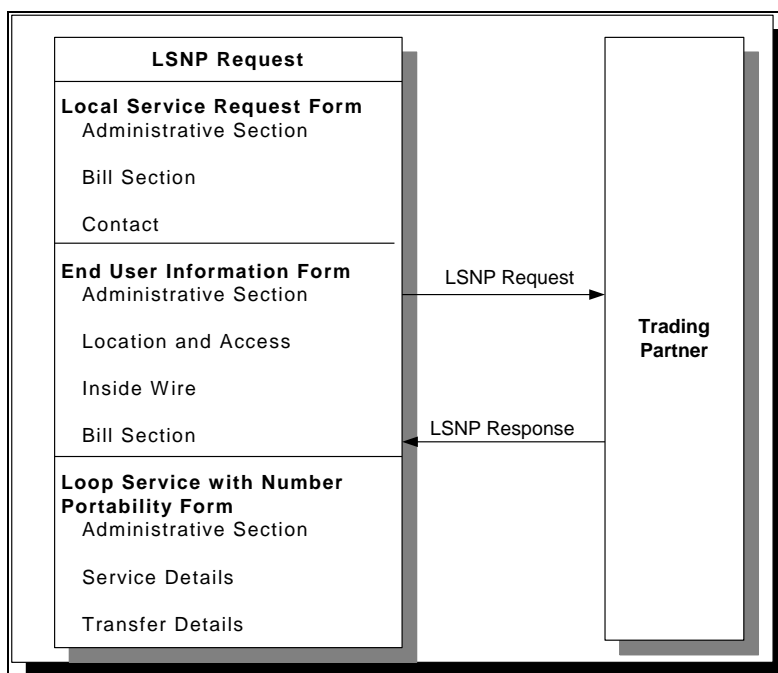 LSNP Request
Local Service Request Form
Administrative Section
Bill Section
Contact
End User Information Form
Administrative Section
Location and Access
Inside Wire
Bill Section
Loop Service with Number
Portability Form
Administrative Section
Service Details
Transfer Details
LSNP Request
LSNP Response
Trading
Partner